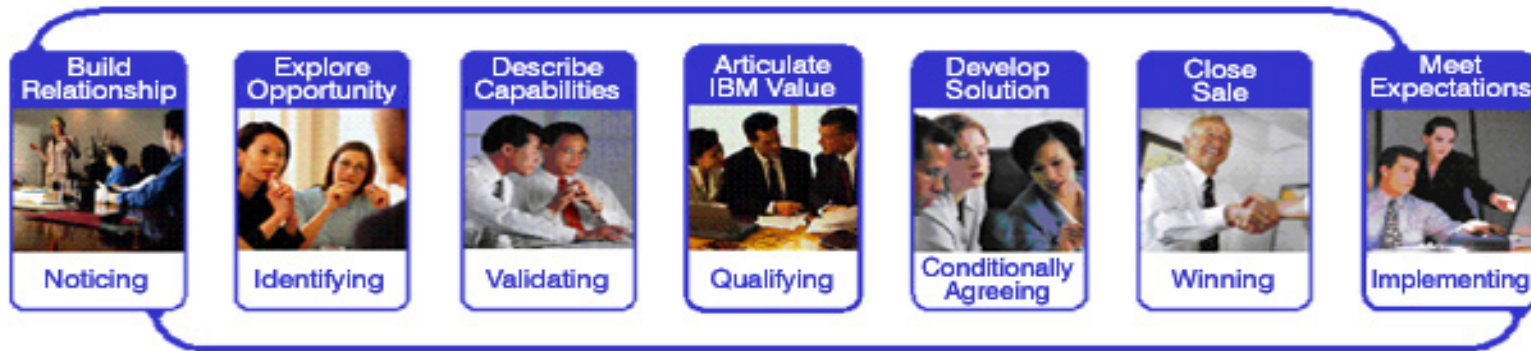 Build
Relationship
Noticing
Explore
Opportunity
Identifying
Describe
Capabilities
Validating
Articulate
IBM Value
Qualifying
Develop
Solution
Conditionally
Agreeing
Close
Sale
Winning
Meet
Expectations
Implementing